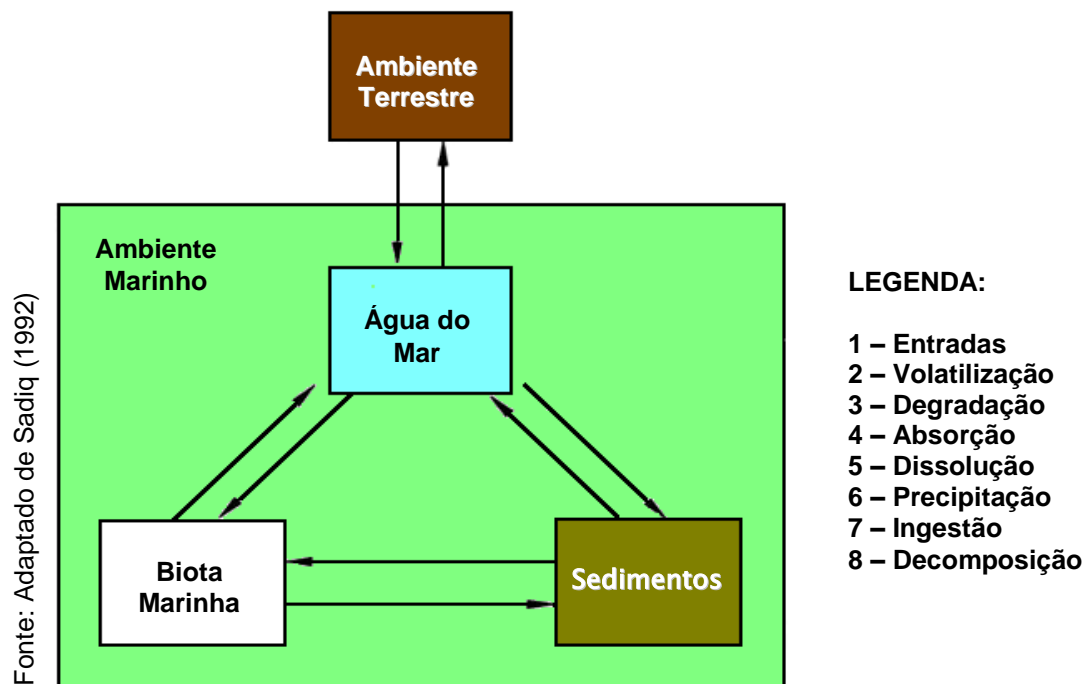 Ambiente
Terrestre
Ambiente
Marinho
Água do
Mar
Biota
Marinha
Sedimentos
LEGENDA:
1 – Entradas
2 – Volatilização
3 – Degradação
4 – Absorção
5 – Dissolução
6 – Precipitação
7 – Ingestão
8 – Decomposição
Fonte: Adaptado de Sadiq (1992)